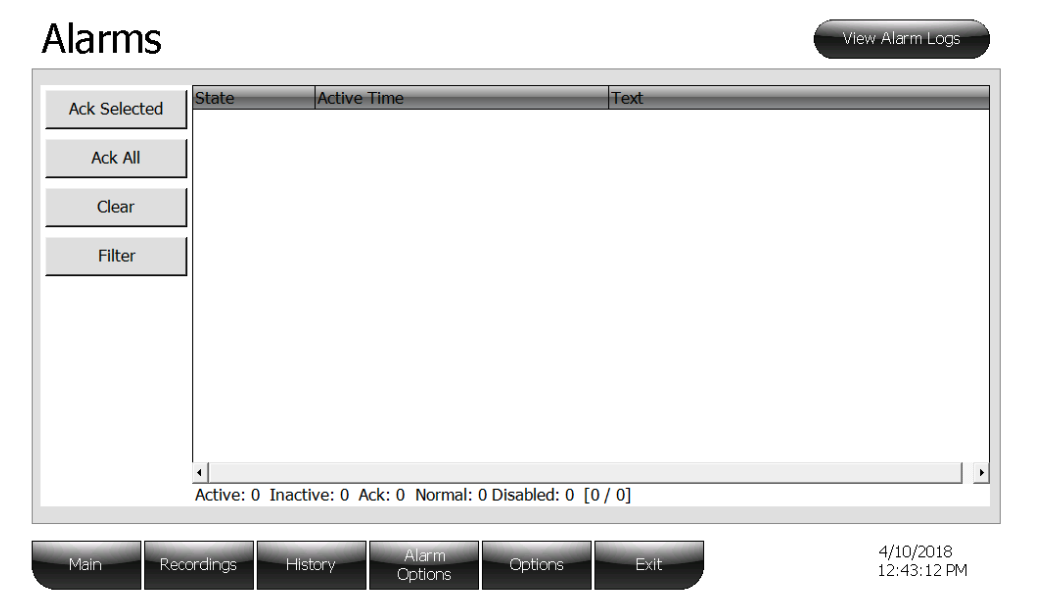 Alarms
View Alarm Logs
Ack Selected
State Active Time Text
Ack All
Clear
Filter
Active: 0 Inactive: 0 Ack: 0 Normal: 0 Disabled: 0 [0 / 0]
Main Recordings History Alarm Options Options Exit
4/10/2018
12:43:12 PM